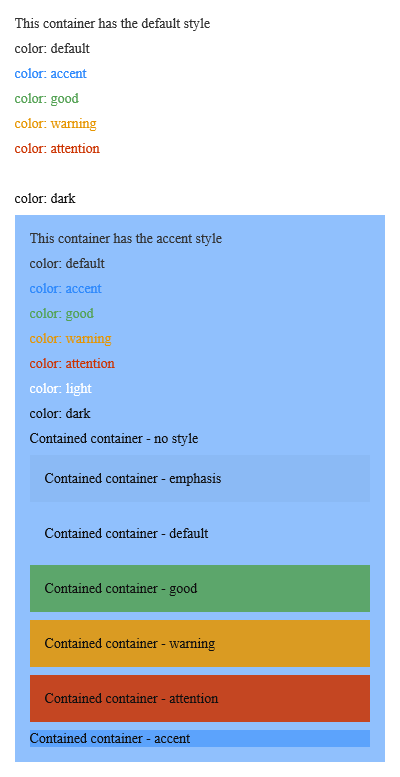 This container has the default style
color: default
color: accent
color: good
color: warning
color: attention
color: dark
This container has the accent style
color: default
color: accent
color: good
color: warning
color: attention
color: light
color: dark
Contained container - no style
Contained container - emphasis
Contained container - default
Contained container - good
Contained container - warning
Contained container - attention
Contained container - accent